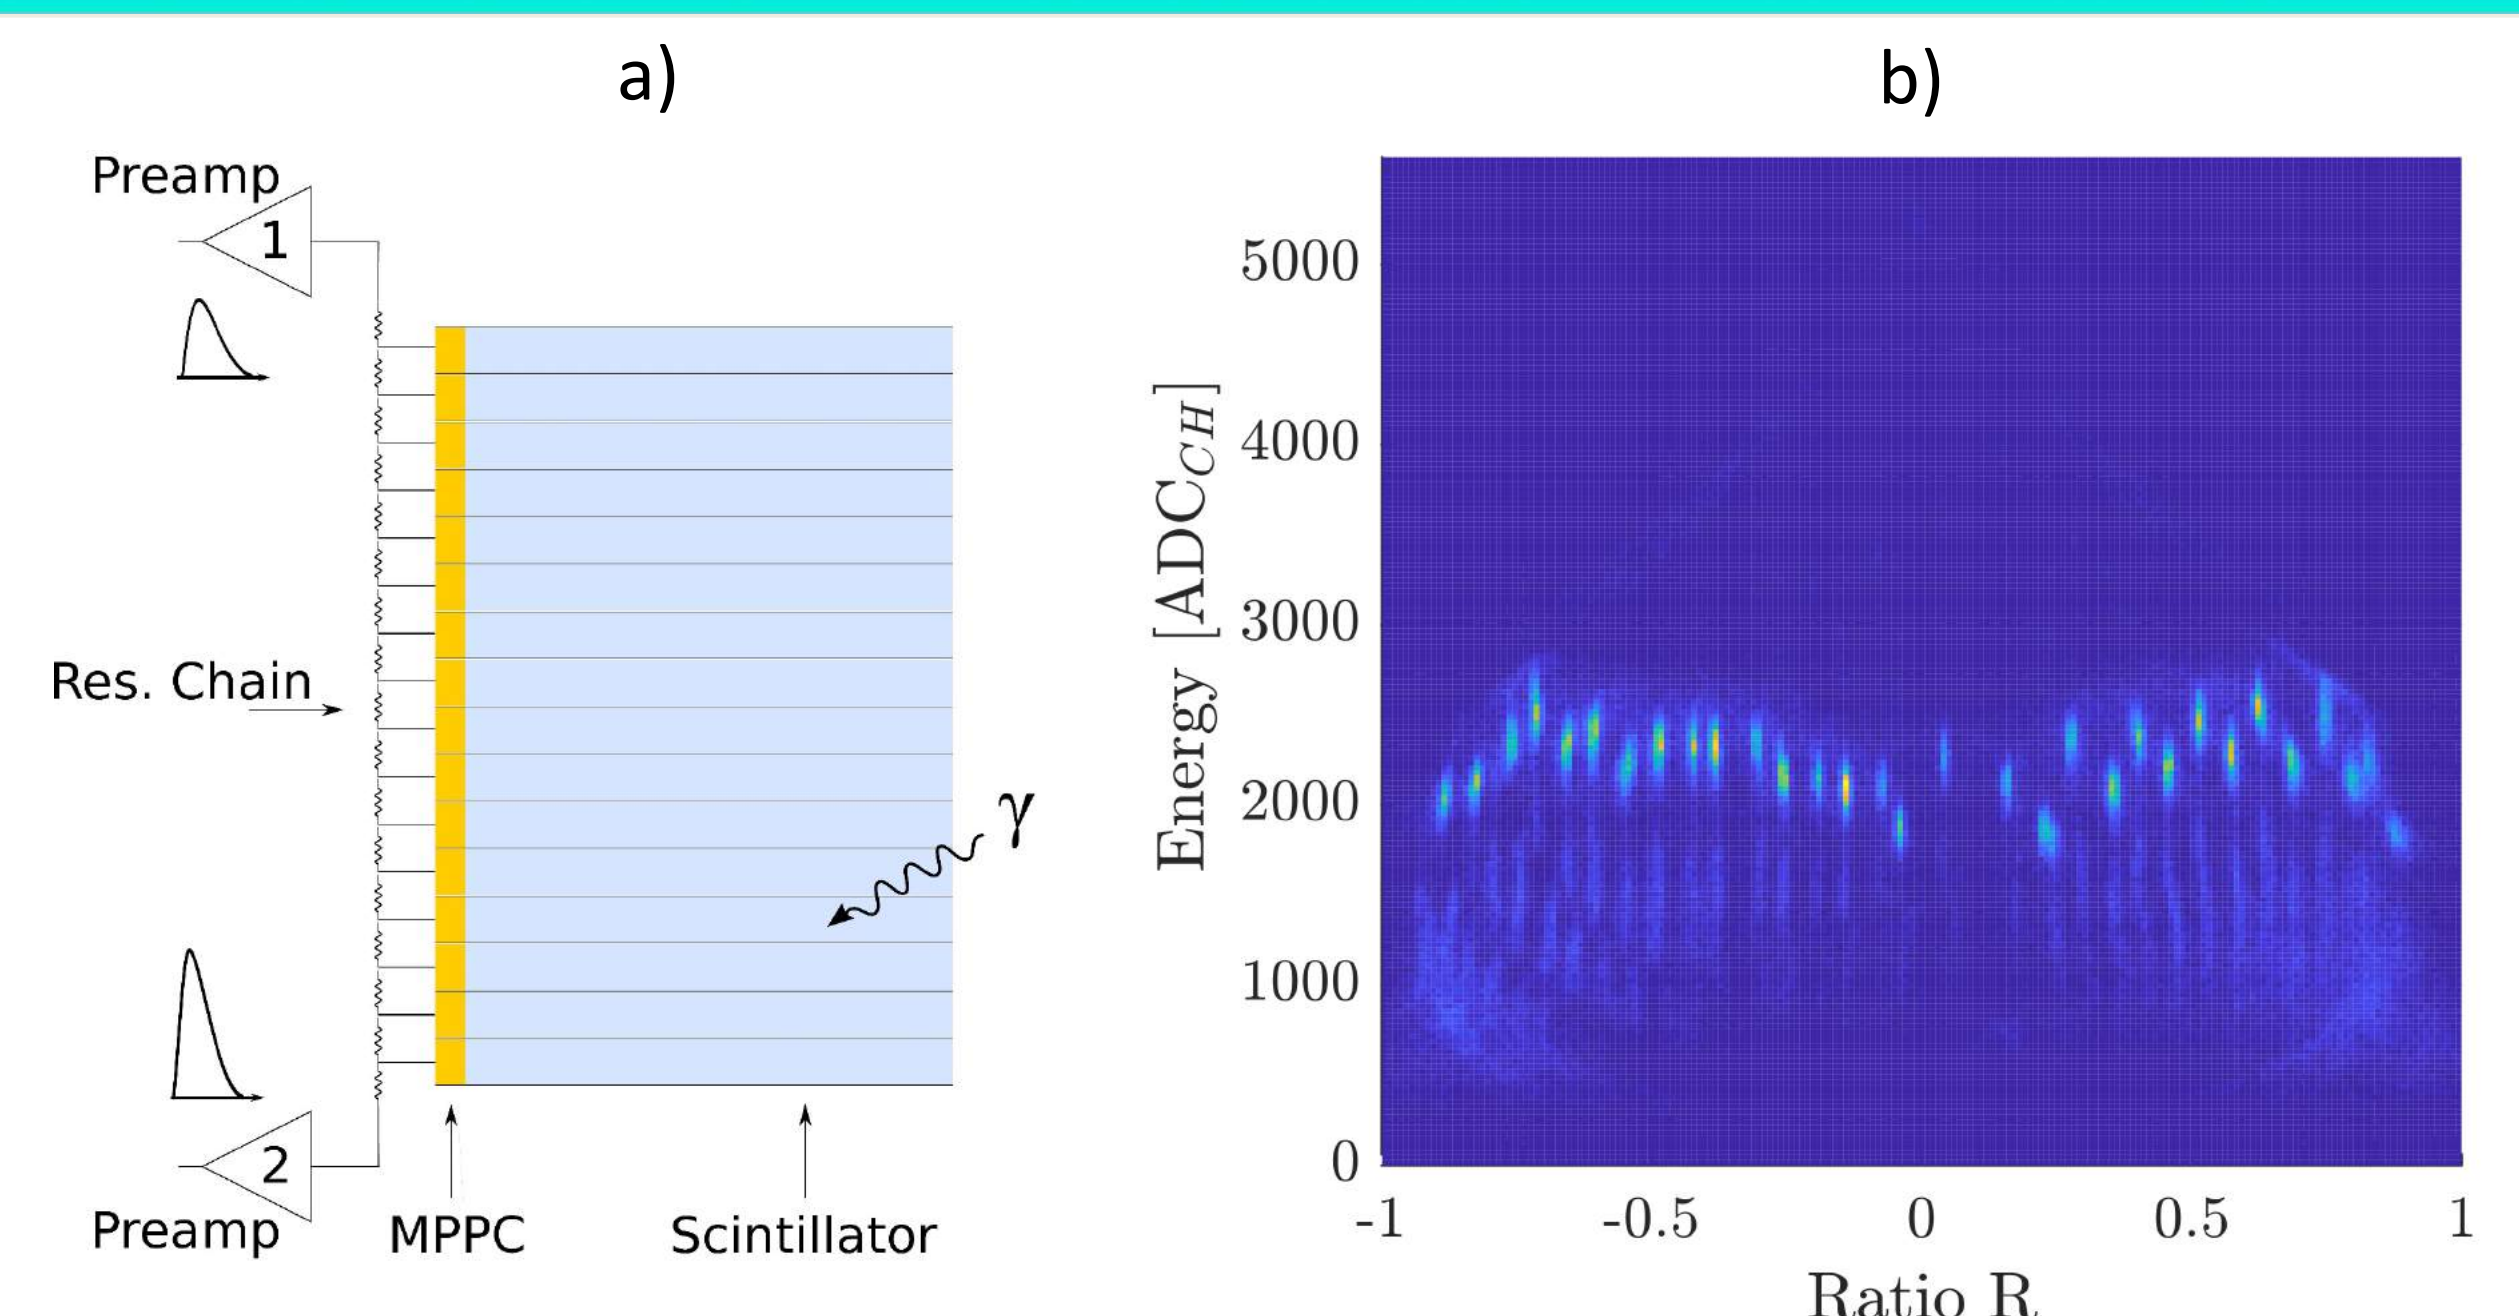 a)
Preamp
1
Res. Chain
γ
2
Preamp
MPPC
Scintillator
b)
Energy [ADC_CH]
5000
4000
3000
2000
1000
0
-1
-0.5
0
0.5
1
Ratio R